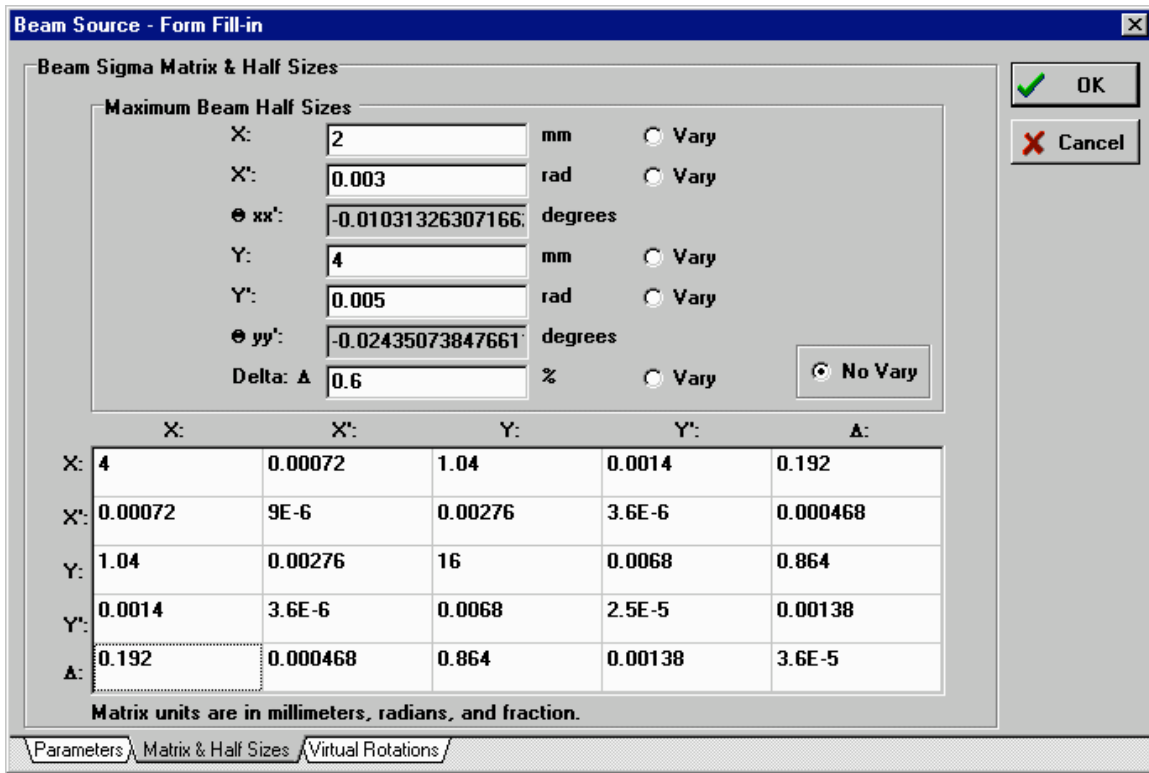 Beam Source - Form Fill-in
Beam Sigma Matrix & Half Sizes
OK
Cancel
Maximum Beam Half Sizes
X: 2 mm Vary
X': 0.003 rad Vary
Θ xx': -0.01031326307166 degrees
Y: 4 mm Vary
Y': 0.005 rad Vary
Θ yy': -0.02435073847661 degrees
Delta: Δ 0.6 % Vary
No Vary
X: X': Y: Y': Δ:
X: 4 0.00072 1.04 0.0014 0.192
X': 0.00072 9E-6 0.00276 3.6E-6 0.000468
Y: 1.04 0.00276 16 0.0068 0.864
Y': 0.0014 3.6E-6 0.0068 2.5E-5 0.00138
Δ: 0.192 0.000468 0.864 0.00138 3.6E-5
Matrix units are in millimeters, radians, and fraction.
Parameters Matrix & Half Sizes Virtual Rotations